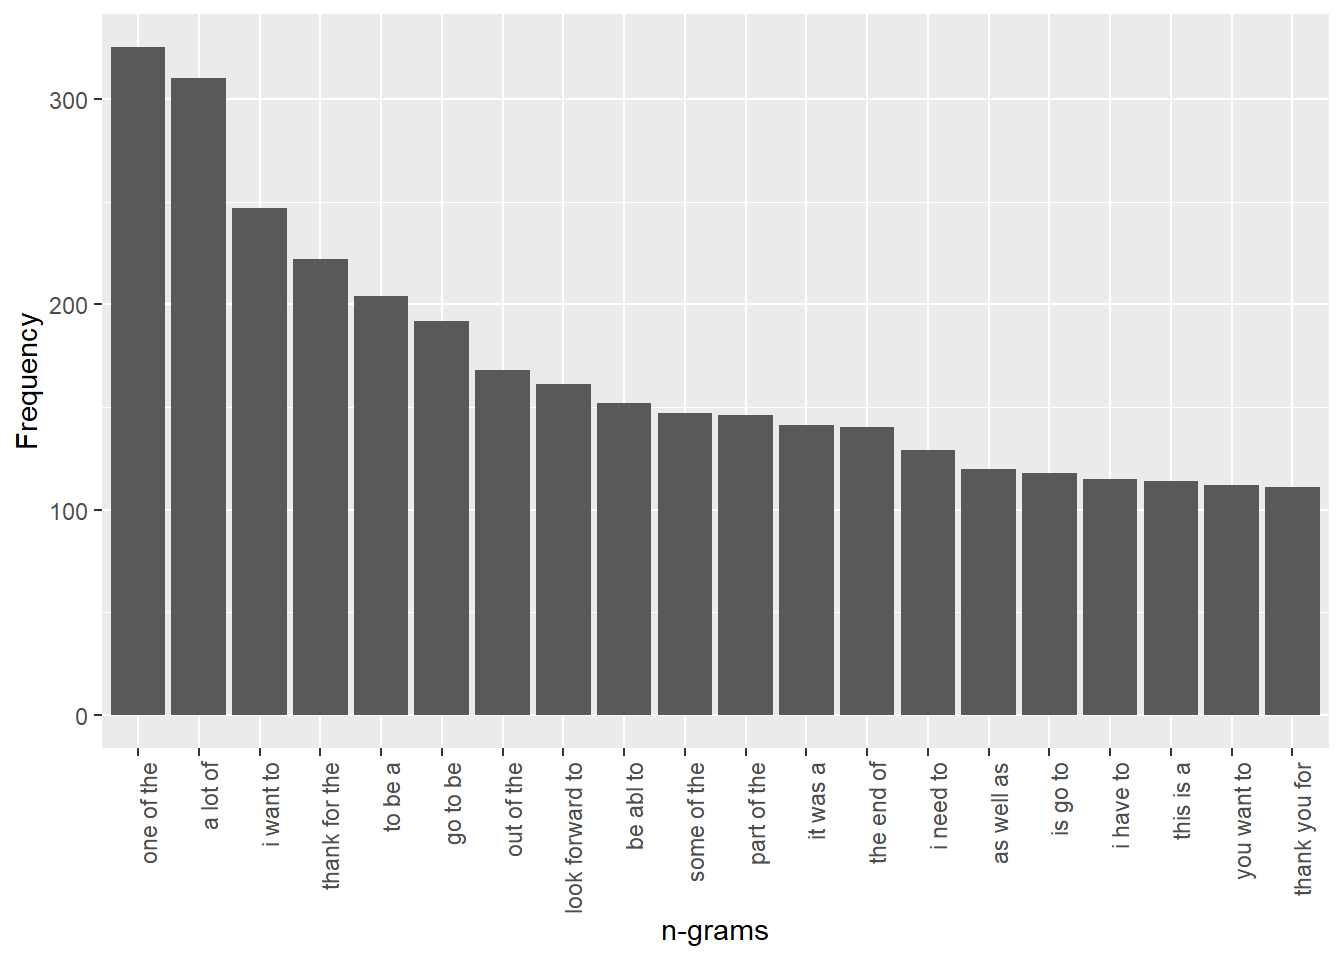 Frequency
300
200
100
0
one of the
a lot of
i want to
thank for the
to be a
go to be
out of the
look forward to
be abl to
some of the
part of the
it was a
the end of
i need to
as well as
is go to
i have to
this is a
you want to
thank you for
n-grams